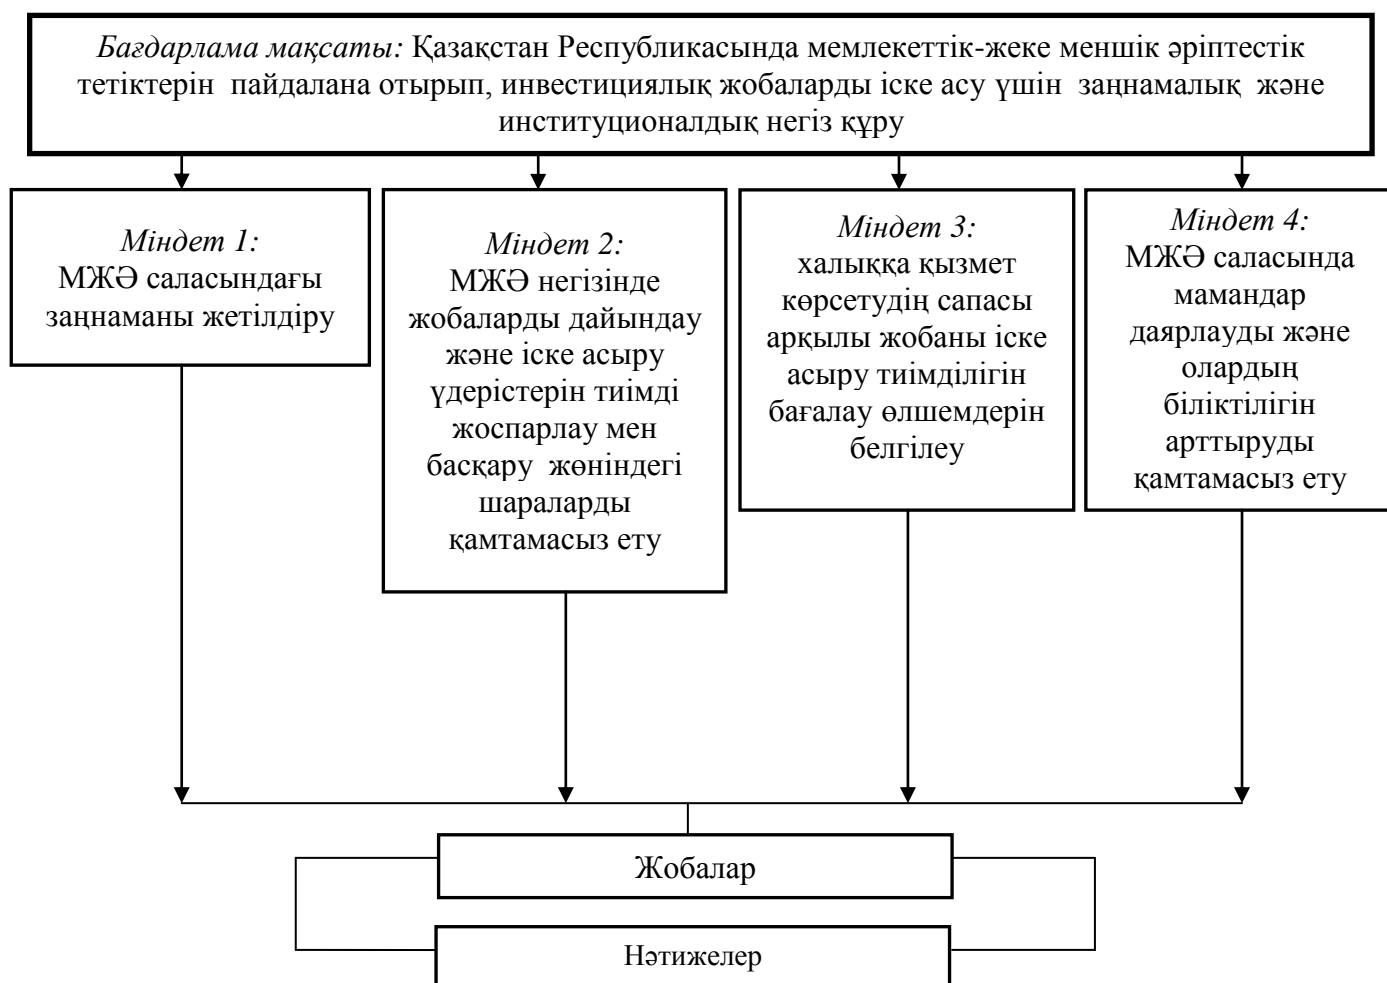 Бағдарлама мақсаты: Қазақстан Республикасында мемлекеттік-жеке меншік әріптестік
тетіктерін пайдалана отырып, инвестициялық жобаларды іске асу үшін заңнамалық және
институционалдық негіз құру
Міндет 1:
МЖӘ саласындағы
заңнаманы жетілдіру
Міндет 2:
МЖӘ негізінде
жобаларды дайындау
және іске асыру
үдерістерін тиімді
жоспарлау мен
басқару жөніндегі
шараларды
қамтамасыз ету
Міндет 3:
халыққа қызмет
көрсетудің сапасы
арқылы жобаны іске
асыру тиімділігін
бағалау өлшемдерін
белгілеу
Міндет 4:
МЖӘ саласында
мамандар
даярлауды және
олардың
біліктілігін
арттыруды
қамтамасыз ету
Жобалар
Нәтижелер